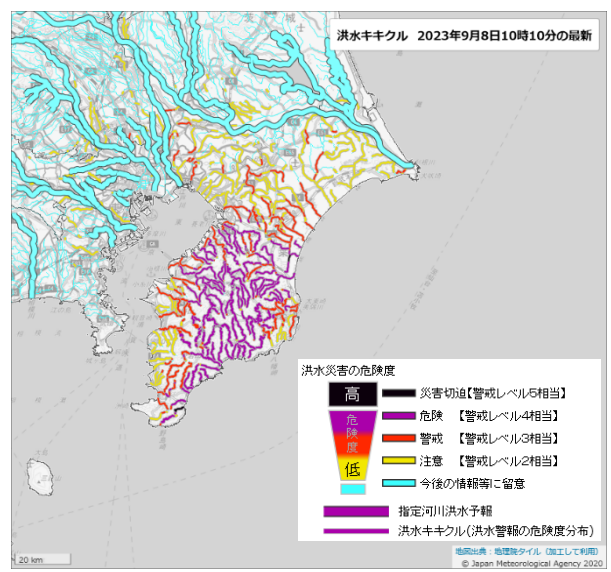 洪水キキクル 2023年9月8日10時10分の最新
洪水災害の危険度
高
危険度
低
災害切迫【警戒レベル5相当】
危険 【警戒レベル4相当】
警戒 【警戒レベル3相当】
注意 【警戒レベル2相当】
今後の情報等に留意
指定河川洪水予報
洪水キキクル(洪水警報の危険度分布)
20 km
地図出典：地理院タイル（加工して利用）
© Japan Meteorological Agency 2020